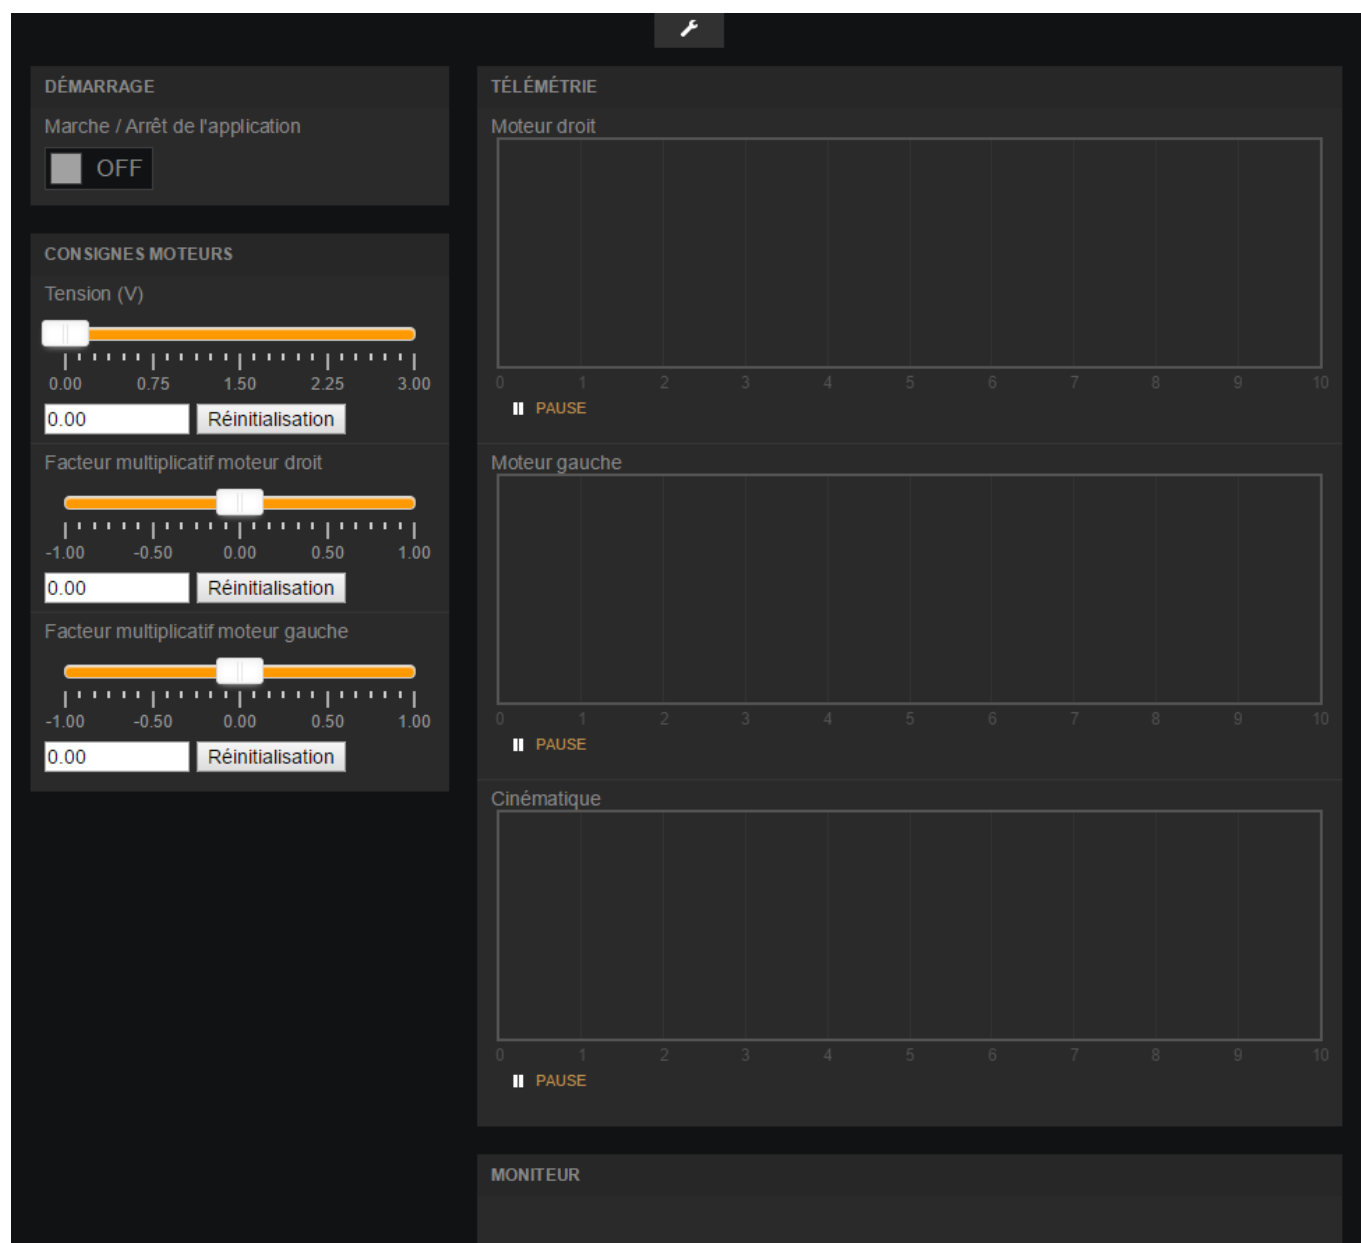 DÉMARRAGE
Marche / Arrêt de l'application
OFF
CONSIGNES MOTEURS
Tension (V)
0.00 0.75 1.50 2.25 3.00
0.00 Réinitialisation
Facteur multiplicatif moteur droit
-1.00 -0.50 0.00 0.50 1.00
0.00 Réinitialisation
Facteur multiplicatif moteur gauche
-1.00 -0.50 0.00 0.50 1.00
0.00 Réinitialisation
TÉLÉMÉTRIE
Moteur droit
0 1 2 3 4 5 6 7 8 9 10
PAUSE
Moteur gauche
0 1 2 3 4 5 6 7 8 9 10
PAUSE
Cinématique
0 1 2 3 4 5 6 7 8 9 10
PAUSE
MONITEUR